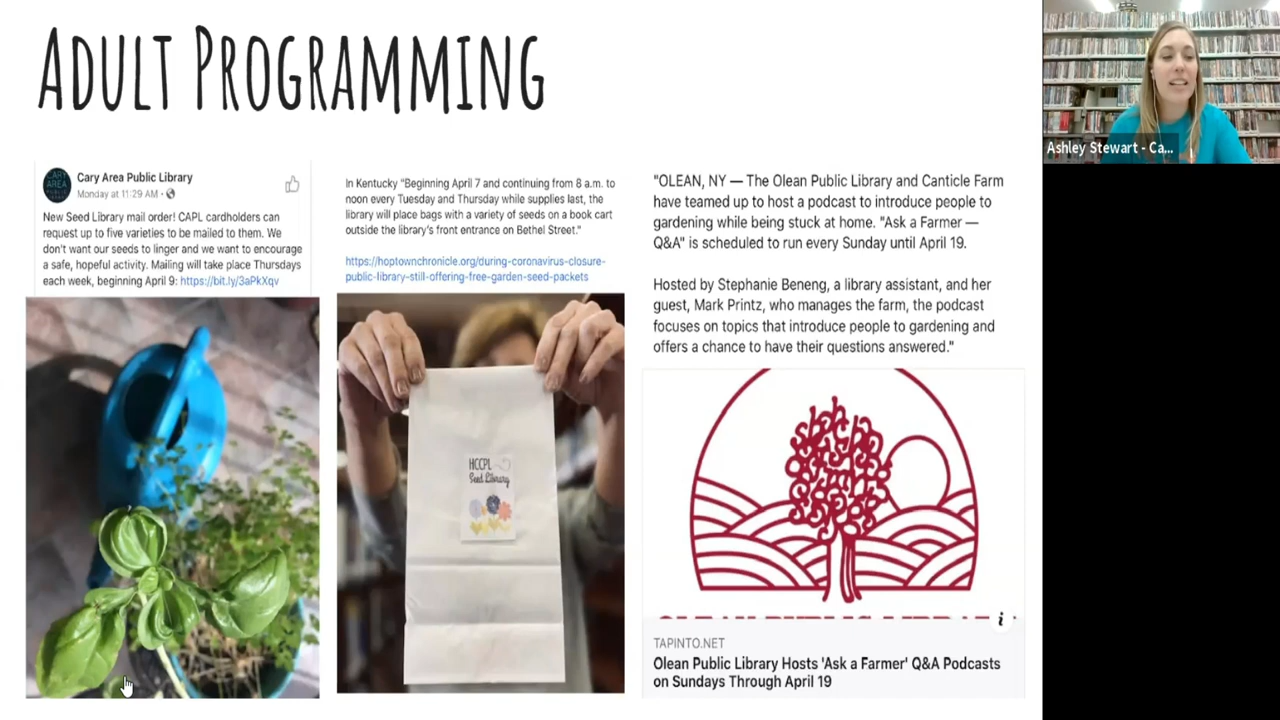 ADULT PROGRAMMING
Cary Area Public Library
Monday at 11:29 AM ·
New Seed Library mail order! CAPL cardholders can
request up to five varieties to be mailed to them. We
don't want our seeds to linger and we want to encourage
a safe, hopeful activity. Mailing will take place Thursdays
each week, beginning April 9: https://bit.ly/3aPkXqv
In Kentucky "Beginning April 7 and continuing from 8 a.m. to
noon every Tuesday and Thursday while supplies last, the
library will place bags with a variety of seeds on a book cart
outside the library's front entrance on Bethel Street."
https://hoptownchronicle.org/during-coronavirus-closure-
public-library-still-offering-free-garden-seed-packets
HCCPL
Seed Library
"OLEAN, NY — The Olean Public Library and Canticle Farm
have teamed up to host a podcast to introduce people to
gardening while being stuck at home. "Ask a Farmer —
Q&A" is scheduled to run every Sunday until April 19.
Hosted by Stephanie Beneng, a library assistant, and her
guest, Mark Printz, who manages the farm, the podcast
focuses on topics that introduce people to gardening and
offers a chance to have their questions answered."
OLEAN PUBLIC LIBRARY
TAPINTO.NET
Olean Public Library Hosts 'Ask a Farmer' Q&A Podcasts
on Sundays Through April 19
Ashley Stewart - Ca...